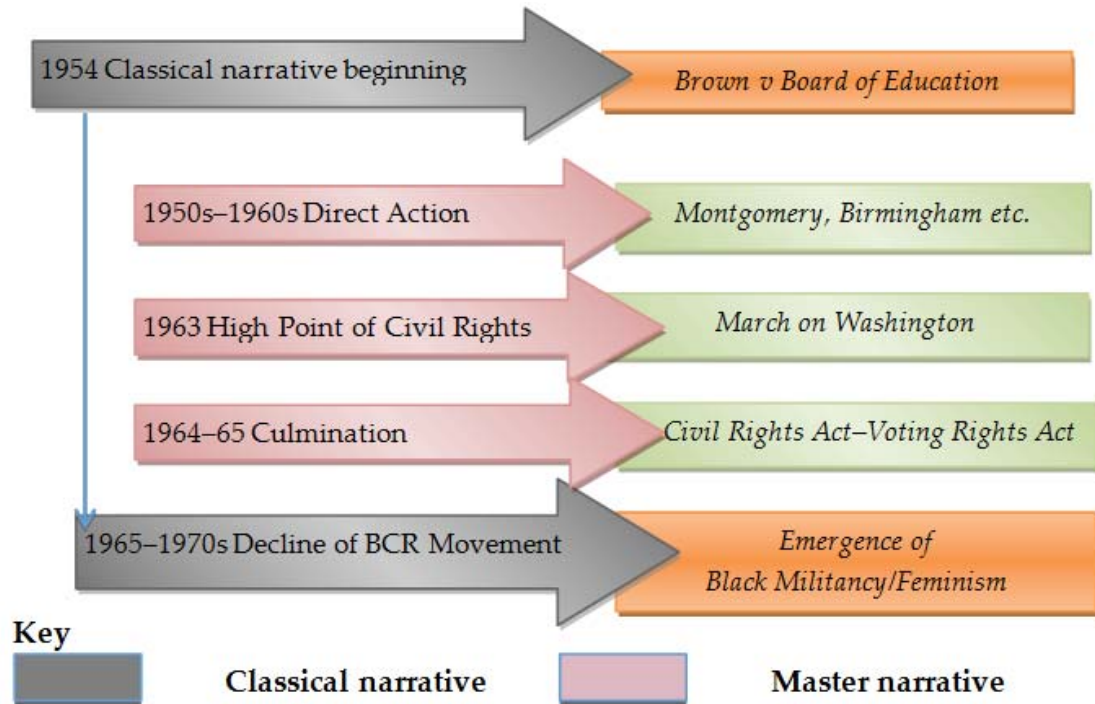 1954 Classical narrative beginning
Brown v Board of Education
1950s–1960s Direct Action
Montgomery, Birmingham etc.
1963 High Point of Civil Rights
March on Washington
1964–65 Culmination
Civil Rights Act–Voting Rights Act
1965–1970s Decline of BCR Movement
Emergence of
Black Militancy/Feminism
Key
Classical narrative
Master narrative